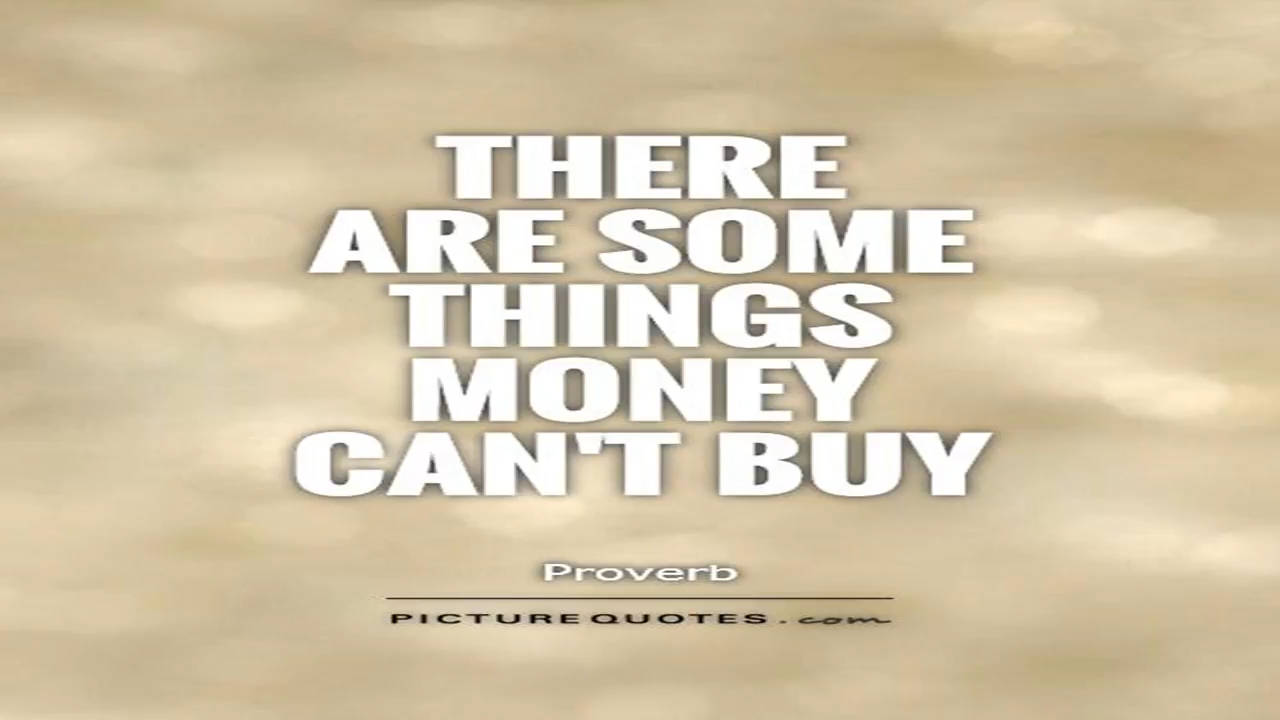 THERE
ARE SOME
THINGS
MONEY
CAN'T BUY
Proverb
PICTUREQUOTES.com